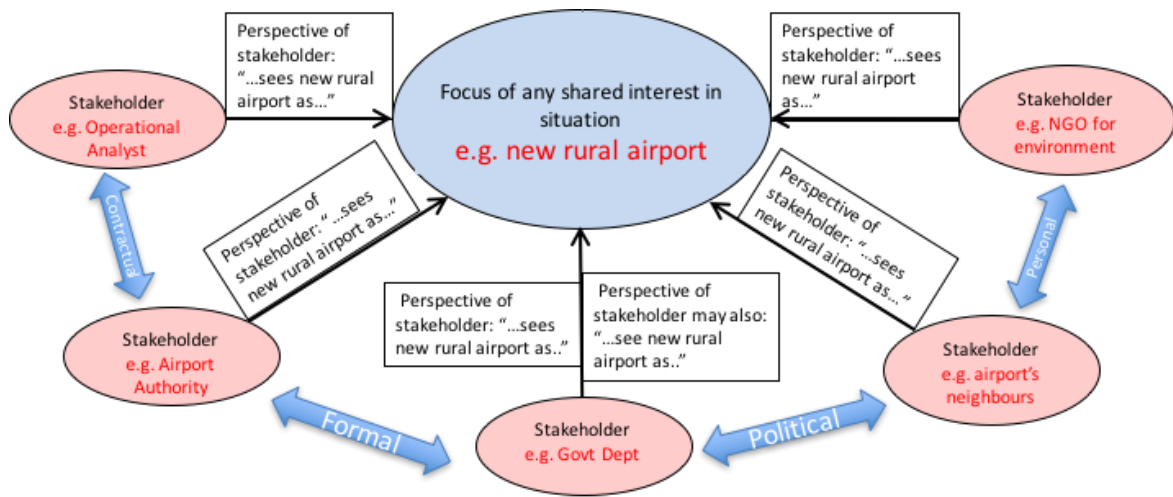 Perspective of
stakeholder:
“...sees new rural
airport as...”
Perspective of
stakeholder: “...sees
new rural airport
as...”
Stakeholder
e.g. Operational
Analyst
Focus of any shared interest in
situation
e.g. new rural airport
Stakeholder
e.g. NGO for
environment
Contractual
Perspective of
stakeholder: “ ...sees
new rural airport as...”
Perspective of
stakeholder: “...sees
new rural airport as...”
Personal
Stakeholder
e.g. Airport
Authority
Perspective of
stakeholder: “...sees
new rural airport as..”
Perspective of
stakeholder may also:
“...see new rural
airport as..”
Stakeholder
e.g. airport’s
neighbours
Formal
Stakeholder
e.g. Govt Dept
Political